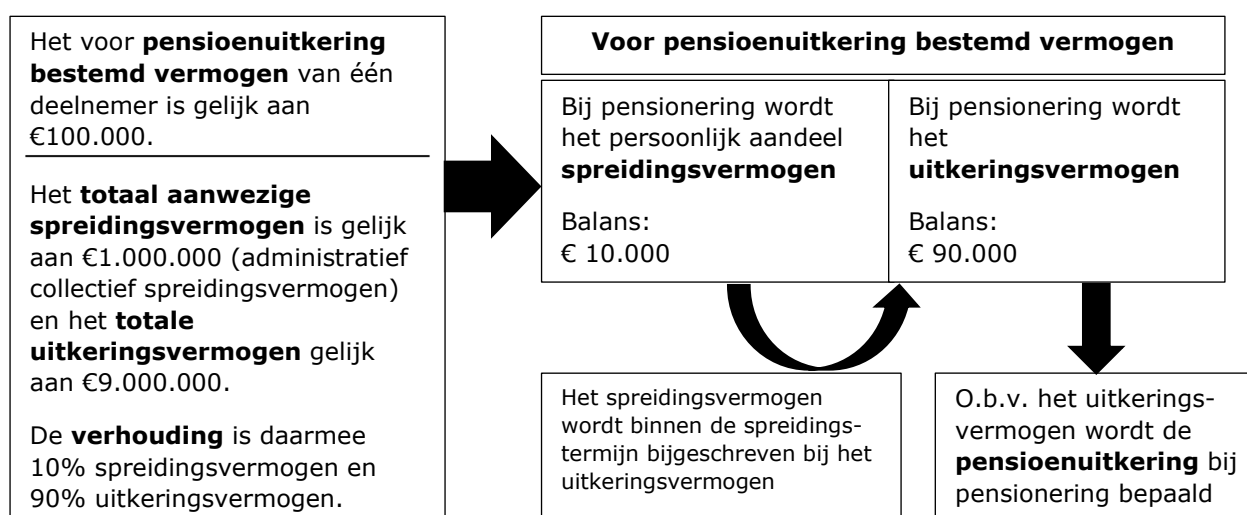 Het voor pensioenuitkering
bestemd vermogen van één
deelnemer is gelijk aan
€100.000.
Het totaal aanwezige
spreidingsvermogen is gelijk
aan €1.000.000 (administratief
collectief spreidingsvermogen)
en het totale
uitkeringsvermogen gelijk
aan €9.000.000.
De verhouding is daarmee
10% spreidingsvermogen en
90% uitkeringsvermogen.
Voor pensioenuitkering bestemd vermogen
Bij pensionering wordt
het persoonlijk aandeel
spreidingsvermogen
Balans:
€ 10.000
Bij pensionering wordt
het
uitkeringsvermogen
Balans:
€ 90.000
Het spreidingsvermogen
wordt binnen de spreidings-
termijn bijgeschreven bij het
uitkeringsvermogen
O.b.v. het uitkerings-
vermogen wordt de
pensioenuitkering bij
pensionering bepaald